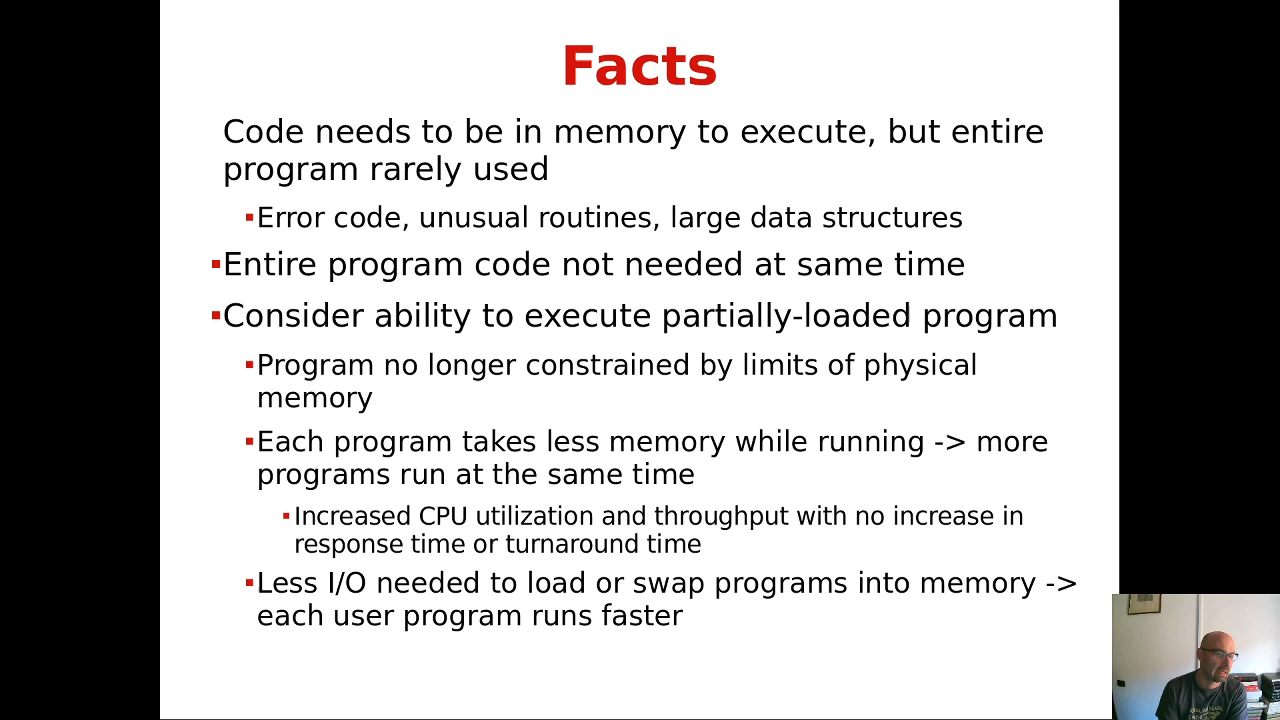 Facts
Code needs to be in memory to execute, but entire
program rarely used
▪Error code, unusual routines, large data structures
▪Entire program code not needed at same time
▪Consider ability to execute partially-loaded program
▪Program no longer constrained by limits of physical
memory
▪Each program takes less memory while running -> more
programs run at the same time
▪Increased CPU utilization and throughput with no increase in
response time or turnaround time
▪Less I/O needed to load or swap programs into memory ->
each user program runs faster